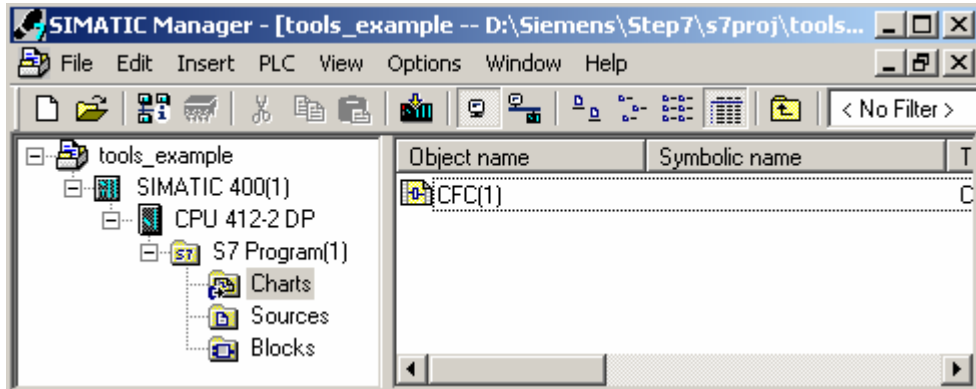 SIMATIC Manager - [tools_example -- D:\Siemens\Step7\s7proj\tools...
File Edit Insert PLC View Options Window Help
< No Filter >
tools_example
SIMATIC 400(1)
CPU 412-2 DP
S7 Program(1)
Charts
Sources
Blocks
Object name Symbolic name T
CFC(1) C